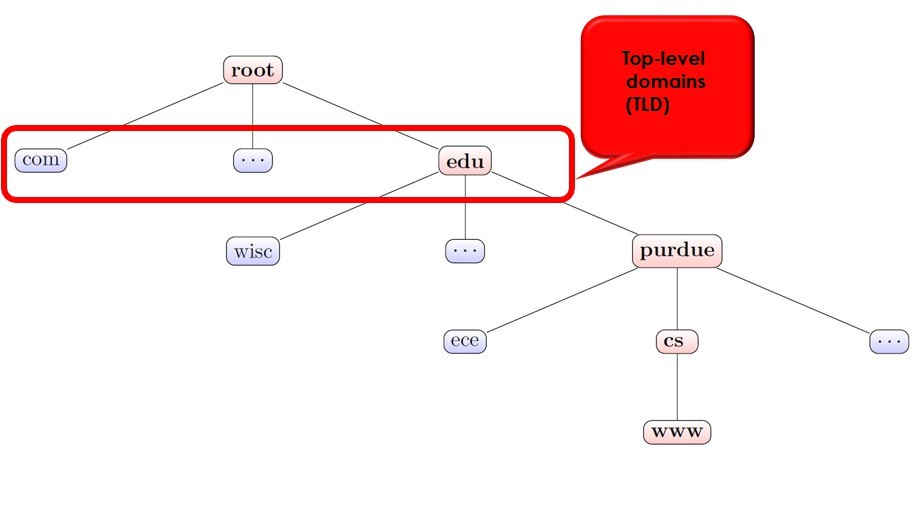 root
Top-level
domains
(TLD)
com
...
edu
wisc
...
purdue
ece
cs
...
www